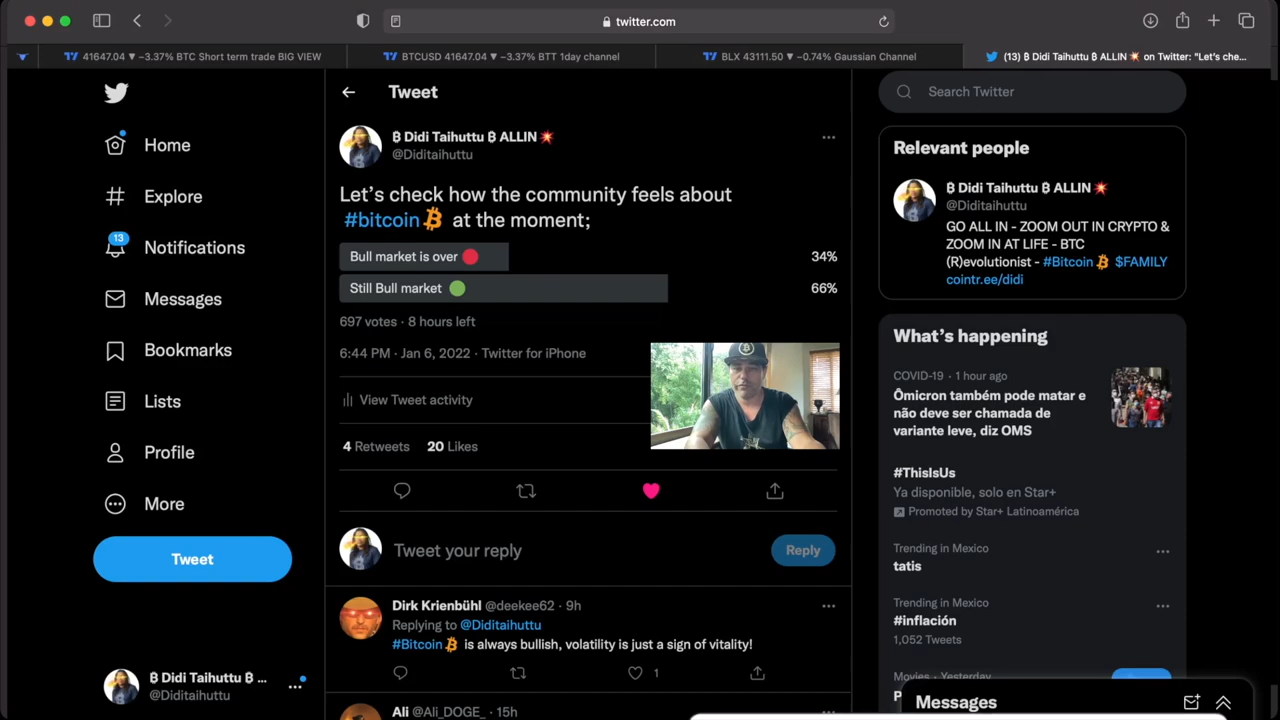 twitter.com
41647.04 ▼ −3.37% BTC Short term trade BIG VIEW
BTCUSD 41647.04 ▼ −3.37% BTT 1day channel
BLX 43111.50 ▼ −0.74% Gaussian Channel
(13) ₿ Didi Taihuttu ₿ ALLIN💥 on Twitter: "Let's che...
Home
Explore
13
Notifications
Messages
Bookmarks
Lists
Profile
More
Tweet
₿ Didi Taihuttu ₿ ...
@Diditaihuttu
Tweet
₿ Didi Taihuttu ₿ ALLIN💥
@Diditaihuttu
Let's check how the community feels about
#bitcoin at the moment;
Bull market is over 🔴 34%
Still Bull market 🟢 66%
697 votes · 8 hours left
6:44 PM · Jan 6, 2022 · Twitter for iPhone
View Tweet activity
4 Retweets 20 Likes
Tweet your reply
Reply
Dirk Krienbühl @deekee62 · 9h
Replying to @Diditaihuttu
#Bitcoin is always bullish, volatility is just a sign of vitality!
1
Ali @Ali_DOGE_ · 15h
Search Twitter
Relevant people
₿ Didi Taihuttu ₿ ALLIN💥
@Diditaihuttu
GO ALL IN - ZOOM OUT IN CRYPTO &
ZOOM IN AT LIFE - BTC
(R)evolutionist - #Bitcoin $FAMILY
cointr.ee/didi
What's happening
COVID-19 · 1 hour ago
Ômicron também pode matar e
não deve ser chamada de
variante leve, diz OMS
#ThisIsUs
Ya disponible, solo en Star+
Promoted by Star+ Latinoamérica
Trending in Mexico
tatis
Trending in Mexico
#inflación
1,052 Tweets
Movies · Yesterday
Messages